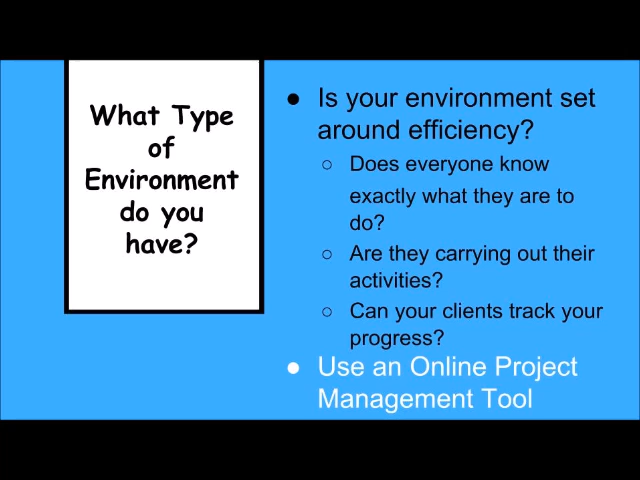 What Type
of
Environment
do you
have?
● Is your environment set
around efficiency?
○ Does everyone know
exactly what they are to
do?
○ Are they carrying out their
activities?
○ Can your clients track your
progress?
● Use an Online Project
Management Tool